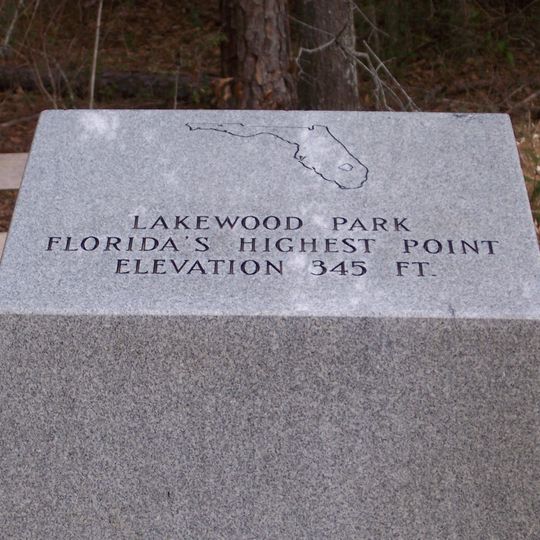 LAKEWOOD PARK
FLORIDA'S HIGHEST POINT
ELEVATION 345 FT.